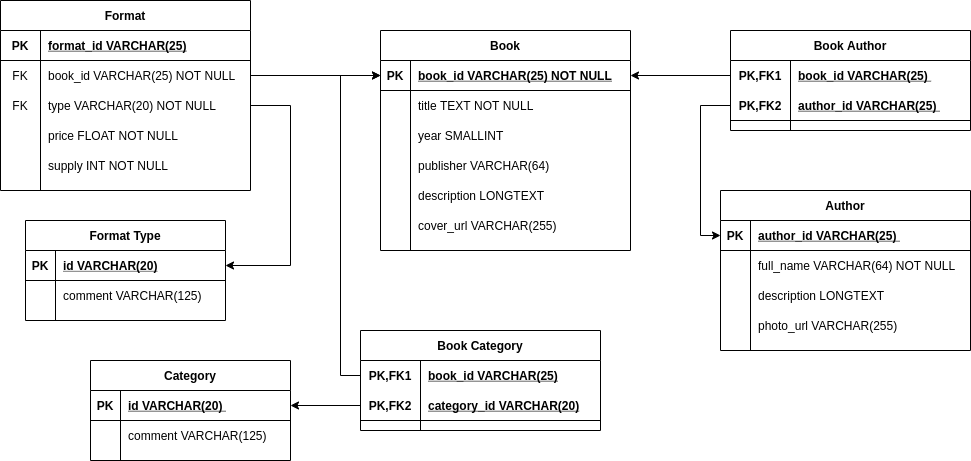 Format
PK format_id VARCHAR(25)
FK book_id VARCHAR(25) NOT NULL
FK type VARCHAR(20) NOT NULL
price FLOAT NOT NULL
supply INT NOT NULL
Book
PK book_id VARCHAR(25) NOT NULL
title TEXT NOT NULL
year SMALLINT
publisher VARCHAR(64)
description LONGTEXT
cover_url VARCHAR(255)
Book Author
PK,FK1 book_id VARCHAR(25)
PK,FK2 author_id VARCHAR(25)
Format Type
PK id VARCHAR(20)
comment VARCHAR(125)
Author
PK author_id VARCHAR(25)
full_name VARCHAR(64) NOT NULL
description LONGTEXT
photo_url VARCHAR(255)
Category
PK id VARCHAR(20)
comment VARCHAR(125)
Book Category
PK,FK1 book_id VARCHAR(25)
PK,FK2 category_id VARCHAR(20)